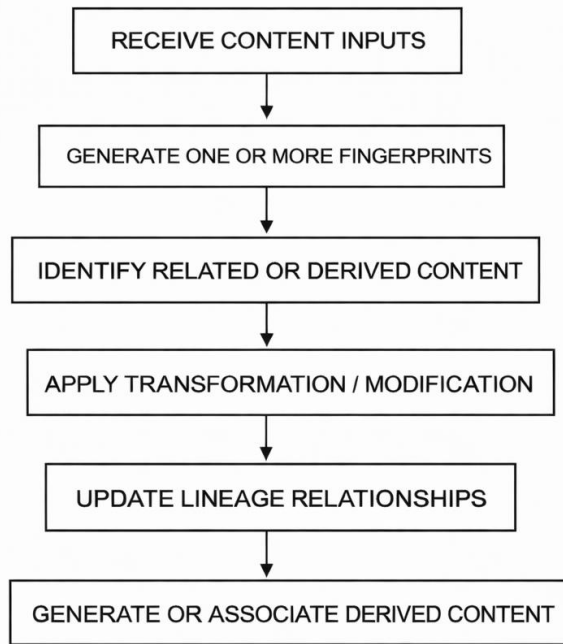 RECEIVE CONTENT INPUTS
GENERATE ONE OR MORE FINGERPRINTS
IDENTIFY RELATED OR DERIVED CONTENT
APPLY TRANSFORMATION / MODIFICATION
UPDATE LINEAGE RELATIONSHIPS
GENERATE OR ASSOCIATE DERIVED CONTENT